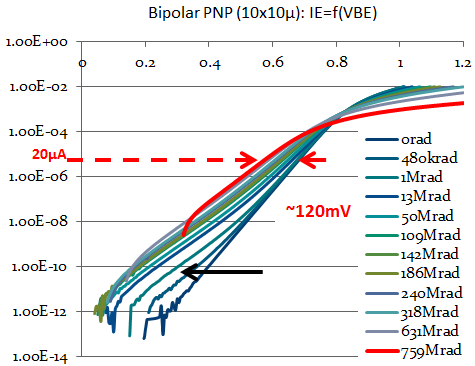 Bipolar PNP (10x10µ): IE=f(VBE)
1.00E+00
0 0.2 0.4 0.6 0.8 1 1.2
1.00E-02
1.00E-04
20µA
1.00E-06
1.00E-08
1.00E-10
1.00E-12
1.00E-14
~120mV
0rad
480krad
1Mrad
13Mrad
50Mrad
109Mrad
142Mrad
186Mrad
240Mrad
318Mrad
631Mrad
759Mrad